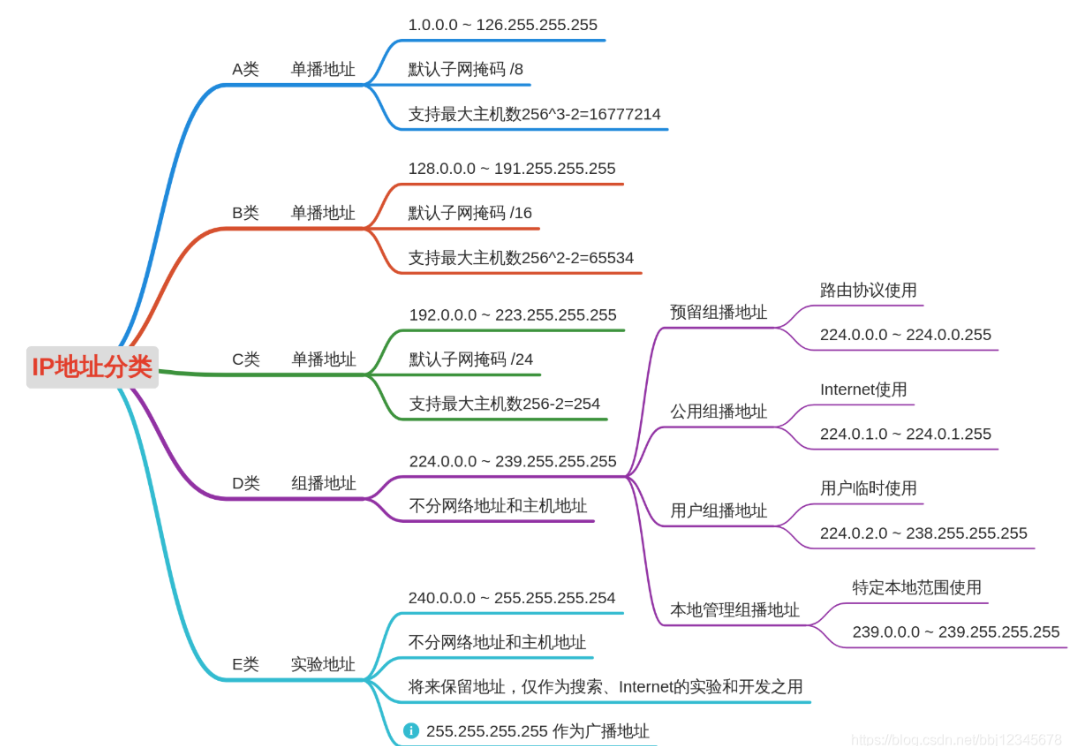 IP地址分类
A类 单播地址
1.0.0.0 ~ 126.255.255.255
默认子网掩码 /8
支持最大主机数256^3-2=16777214
B类 单播地址
128.0.0.0 ~ 191.255.255.255
默认子网掩码 /16
支持最大主机数256^2-2=65534
C类 单播地址
192.0.0.0 ~ 223.255.255.255
默认子网掩码 /24
支持最大主机数256-2=254
D类 组播地址
224.0.0.0 ~ 239.255.255.255
预留组播地址
路由协议使用
224.0.0.0 ~ 224.0.0.255
公用组播地址
Internet使用
224.0.1.0 ~ 224.0.1.255
用户组播地址
用户临时使用
224.0.2.0 ~ 238.255.255.255
本地管理组播地址
特定本地范围使用
239.0.0.0 ~ 239.255.255.255
不分网络地址和主机地址
E类 实验地址
240.0.0.0 ~ 255.255.255.254
不分网络地址和主机地址
将来保留地址，仅作为搜索、Internet的实验和开发之用
255.255.255.255 作为广播地址